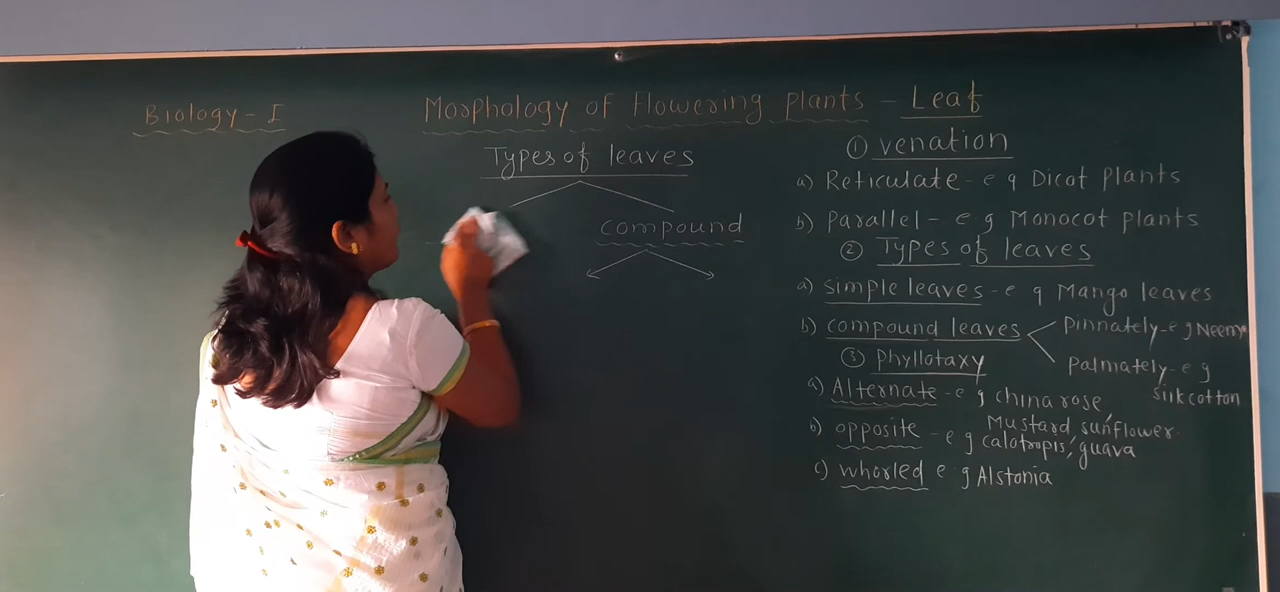 Biology - I
Morphology of Flowering Plants - Leaf
Types of leaves
compound
① venation
a) Reticulate - e g Dicot plants
b) Parallel - e g Monocot plants
② Types of leaves
a) simple leaves - e g Mango leaves
b) compound leaves
Pinnately - e g Neem
Palmately - e g
silk cotton
③ Phyllotaxy
a) Alternate - e g china rose,
Mustard, sunflower.
b) opposite - e g calotropis, guava
c) whorled e g Alstonia